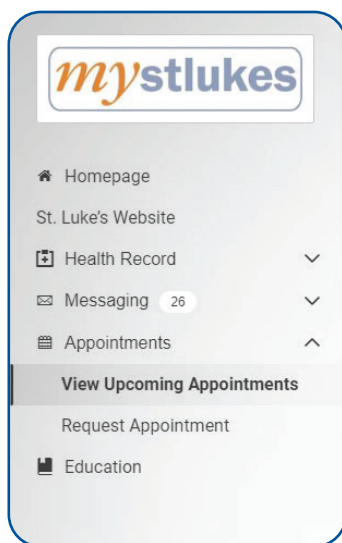 mystlukes
Homepage
St. Luke's Website
Health Record
Messaging 26
Appointments
View Upcoming Appointments
Request Appointment
Education